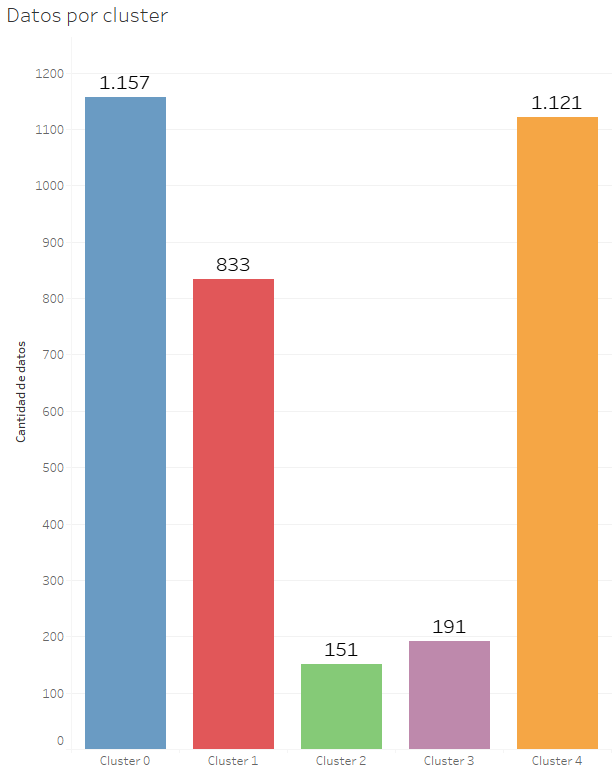 Datos por cluster
1200
1100
1000
900
800
700
600
500
400
300
200
100
0
Cantidad de datos
1.157
833
151
191
1.121
Cluster 0
Cluster 1
Cluster 2
Cluster 3
Cluster 4